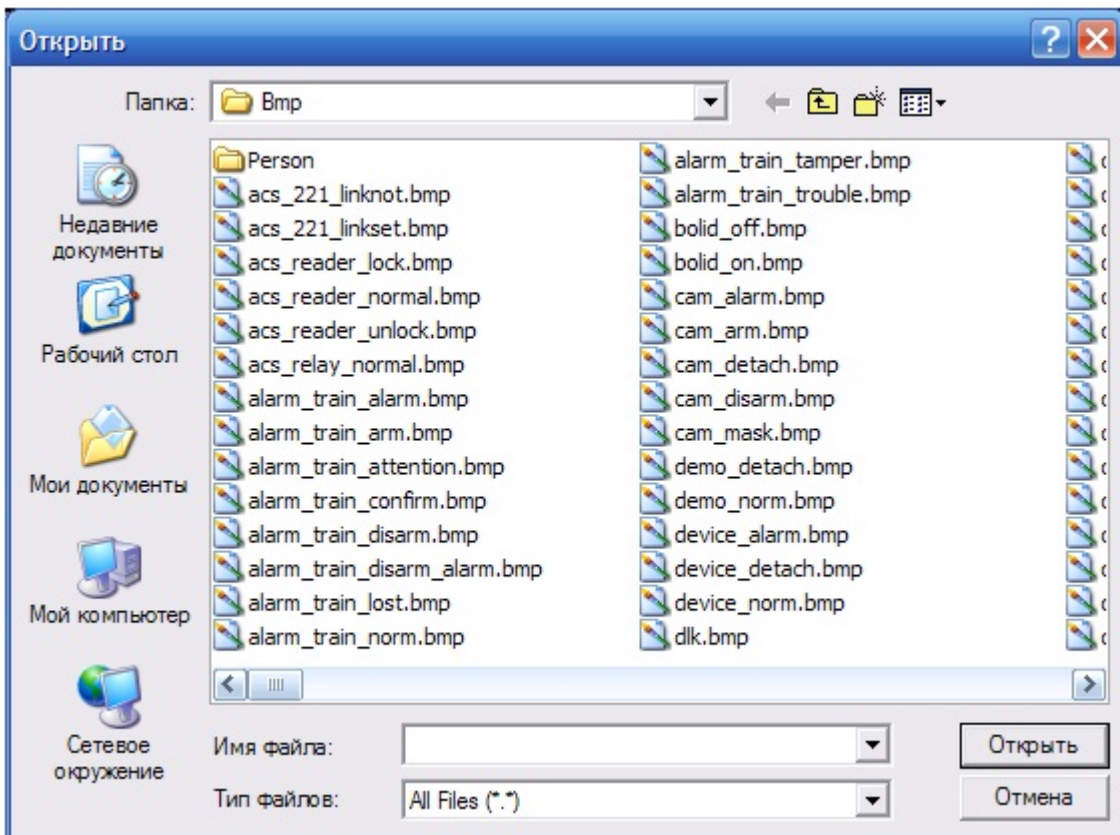 Открыть
Папка:
Bmp
Недавние
документы
Рабочий стол
Мои документы
Мой компьютер
Сетевое
окружение
Person
acs_221_linknot.bmp
acs_221_linkset.bmp
acs_reader_lock.bmp
acs_reader_normal.bmp
acs_reader_unlock.bmp
acs_relay_normal.bmp
alarm_train_alarm.bmp
alarm_train_arm.bmp
alarm_train_attention.bmp
alarm_train_confirm.bmp
alarm_train_disarm.bmp
alarm_train_disarm_alarm.bmp
alarm_train_lost.bmp
alarm_train_norm.bmp
alarm_train_tamper.bmp
alarm_train_trouble.bmp
bolid_off.bmp
bolid_on.bmp
cam_alarm.bmp
cam_arm.bmp
cam_detach.bmp
cam_disarm.bmp
cam_mask.bmp
demo_detach.bmp
demo_norm.bmp
device_alarm.bmp
device_detach.bmp
device_norm.bmp
dlk.bmp
Имя файла:
Открыть
Тип файлов:
All Files (*.*)
Отмена